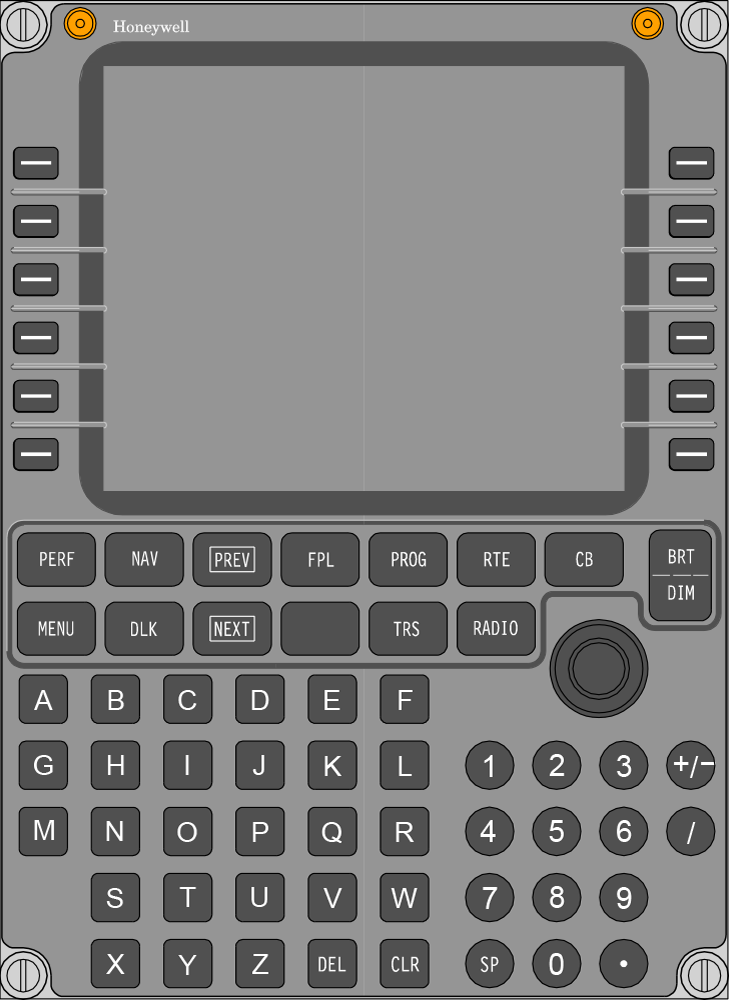 Honeywell
PERF NAV PREV FPL PROG RTE CB BRT
DIM
MENU DLK NEXT TRS RADIO
A B C D E F
G H I J K L 1 2 3 +/-
M N O P Q R 4 5 6 /
S T U V W 7 8 9
X Y Z DEL CLR SP 0 •